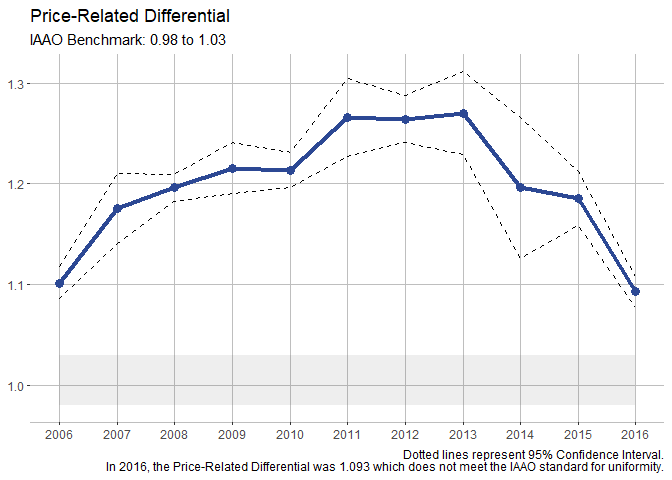 Price-Related Differential
IAAO Benchmark: 0.98 to 1.03
1.3
1.2
1.1
1.0
2006 2007 2008 2009 2010 2011 2012 2013 2014 2015 2016
Dotted lines represent 95% Confidence Interval.
In 2016, the Price-Related Differential was 1.093 which does not meet the IAAO standard for uniformity.